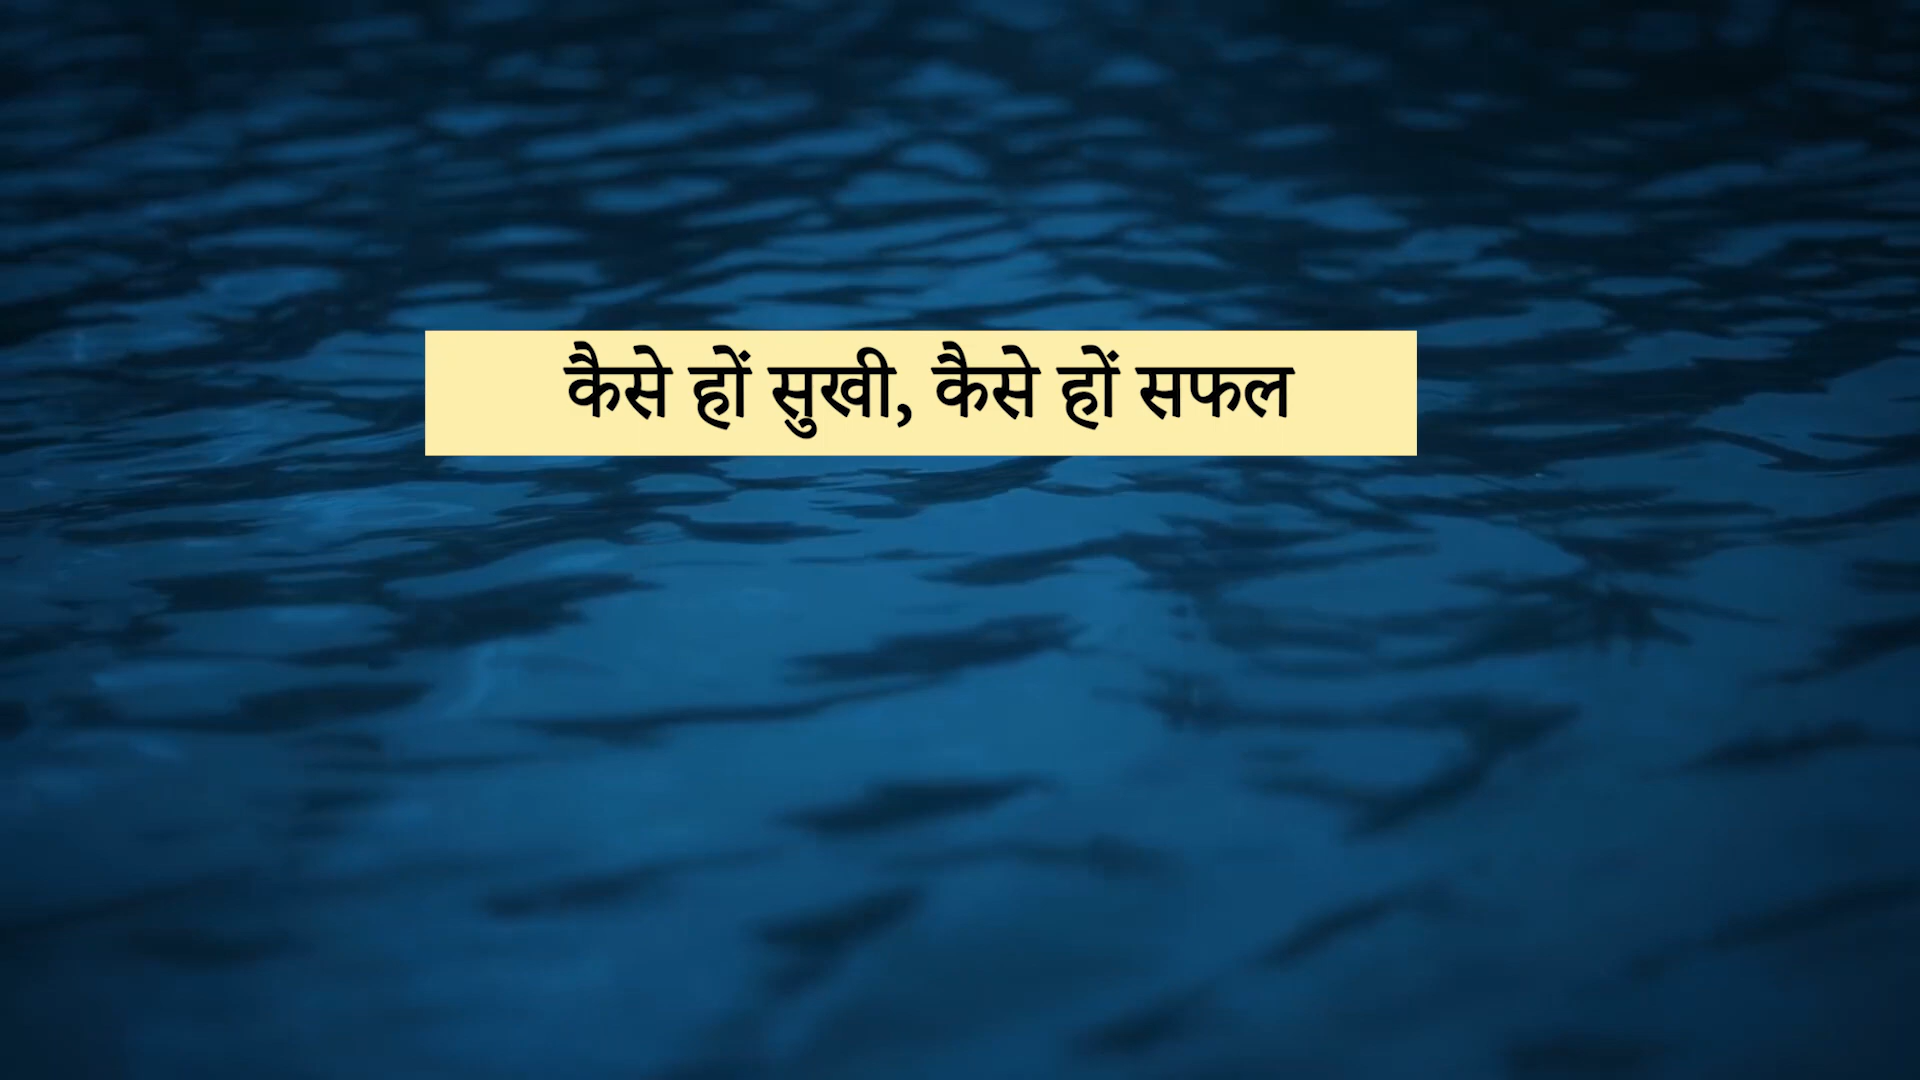 कैसे हों सुखी, कैसे हों सफल